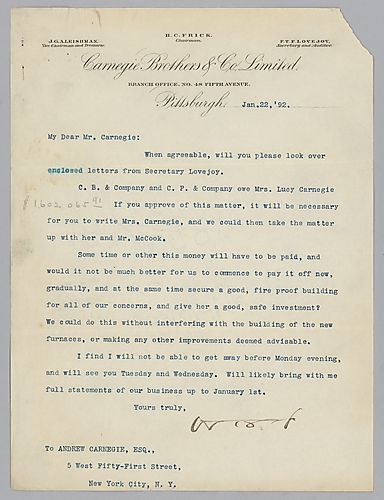 H.C. FRICK,
Chairman.
J.G.A. LEISHMAN,
Vice Chairman and Treasurer.
F.T.F. LOVEJOY,
Secretary and Auditor.
Carnegie Brothers & Co. Limited.
BRANCH OFFICE, NO. 48 FIFTH AVENUE,
Pittsburgh, Jan.22,'92.
My Dear Mr. Carnegie:
When agreeable, will you please look over
enclosed letters from Secretary Lovejoy.
C. B. & Company and C. P. & Company owe Mrs. Lucy Carnegie
If you approve of this matter, it will be necessary
for you to write Mrs. Carnegie, and we could then take the matter
up with her and Mr. McCook.
Some time or other this money will have to be paid, and
would it not be much better for us to commence to pay it off now,
gradually, and at the same time secure a good, fire proof building
for all of our concerns, and give her a good, safe investment?
We could do this without interfering with the building of the new
furnaces, or making any other improvements deemed advisable.
I find I will not be able to get away before Monday evening,
and will see you Tuesday and Wednesday. Will likely bring with me
full statements of our business up to January 1st.
Yours truly,
To ANDREW CARNEGIE, ESQ.,
5 West Fifty-First Street,
New York City, N. Y.